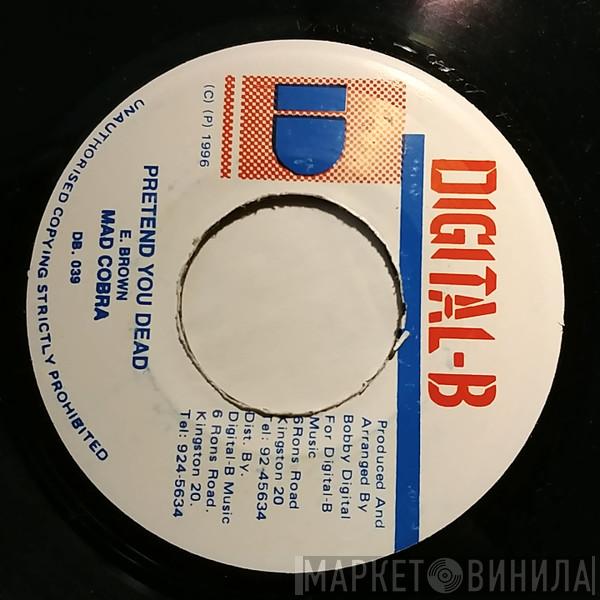 DIGITAL-B
(C) (P) 1996
Produced And
Arranged By
Bobby Digital
For Digital-B
Music
6 Rons Road
Kingston 20
Tel: 92 45634
Dist. By.
Digital-B Music
6 Rons Road.
Kingston 20.
Tel: 924-5634
PRETEND YOU DEAD
E. BROWN
MAD COBRA
DB. 039
UNAUTHORISED COPYING STRICTLY PROHIBITED
МАРКЕТ ВИНИЛА